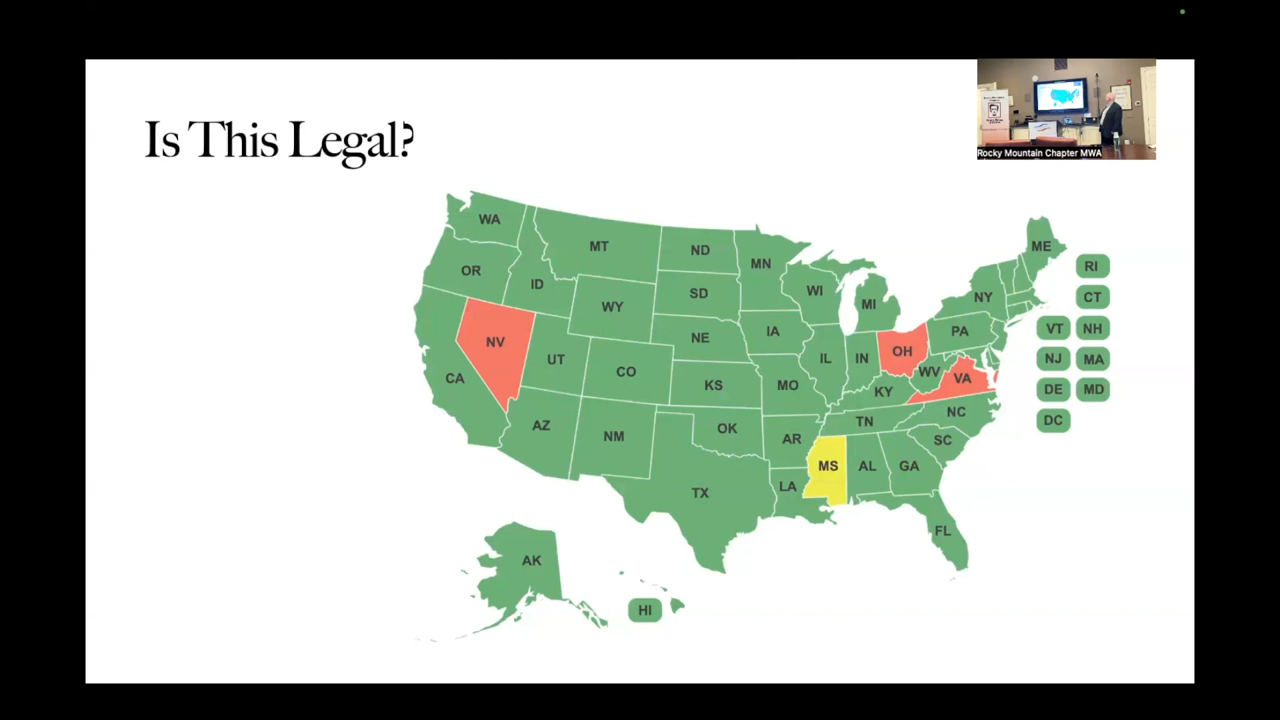 Is This Legal?
Rocky Mountain Chapter MWA
WA
MT
ND
MN
ME
OR
ID
SD
WI
MI
NY
RI
WY
CT
NV
NE
IA
PA
VT
NH
UT
CO
IL
IN
OH
WV
NJ
MA
CA
KS
MO
KY
VA
DE
MD
AZ
NM
OK
AR
TN
NC
DC
SC
TX
LA
MS
AL
GA
FL
AK
HI